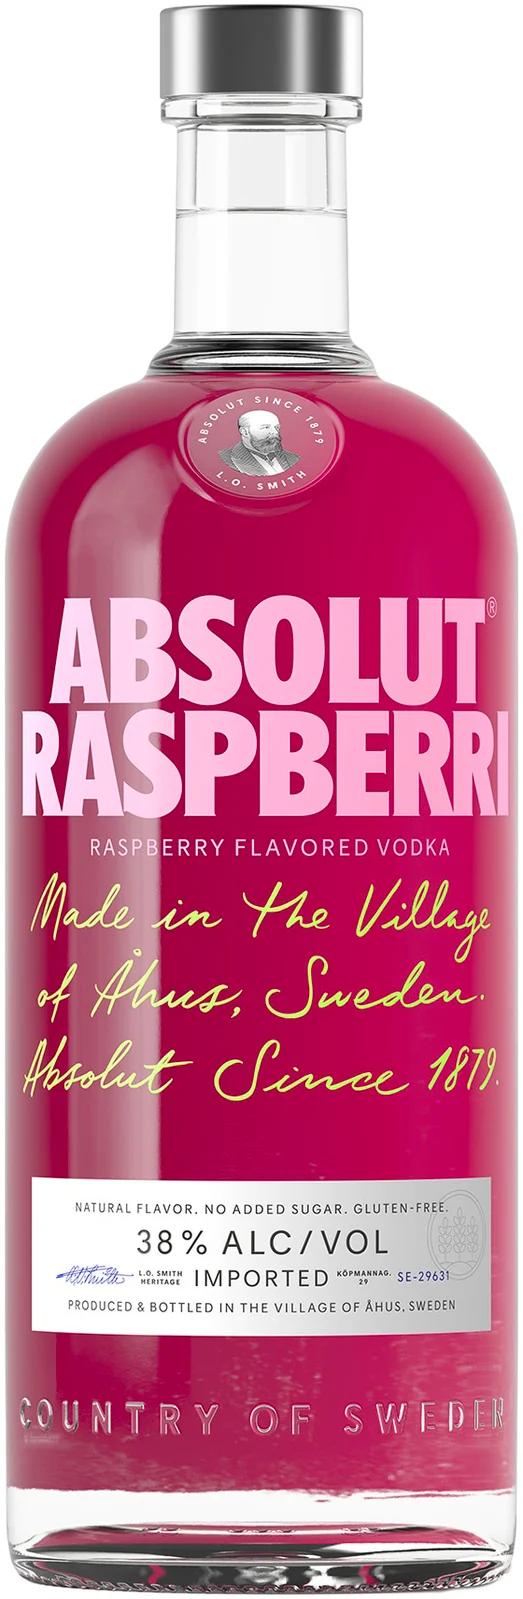 ABSOLUT SINCE 1879
L.O. SMITH
ABSOLUT®
RASPBERRI
RASPBERRY FLAVORED VODKA
Made in the Village
of Åhus, Sweden.
Absolut Since 1879.
NATURAL FLAVOR. NO ADDED SUGAR. GLUTEN-FREE.
38% ALC/VOL
L.O. SMITH HERITAGE IMPORTED KÖPMANNAG. 29 SE-29631
PRODUCED & BOTTLED IN THE VILLAGE OF ÅHUS, SWEDEN
COUNTRY OF SWEDEN